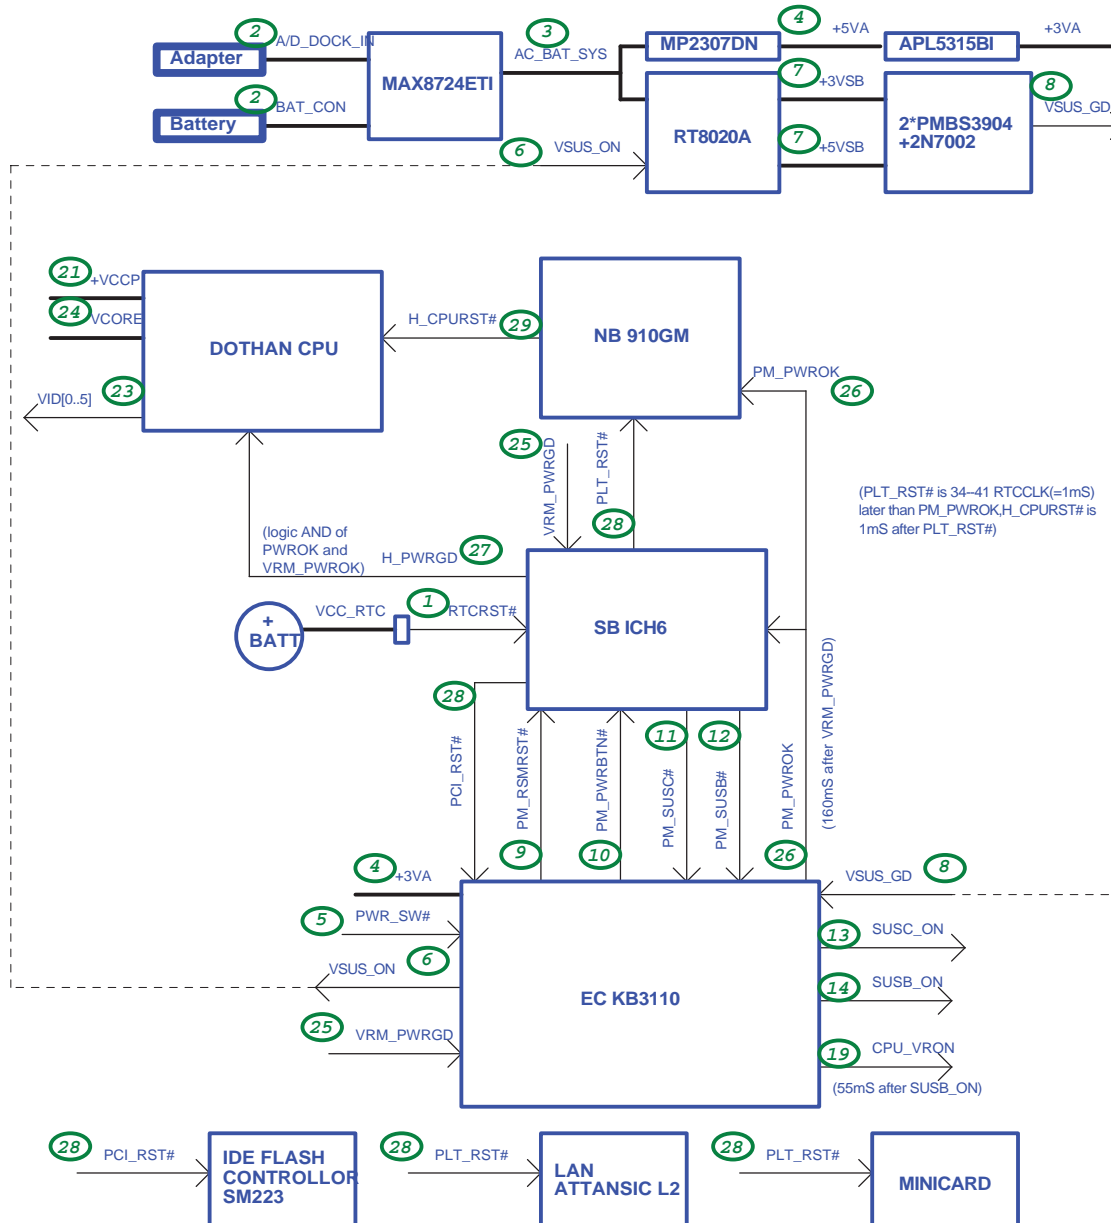 2
A/D_DOCK_IN
Adapter
2
BAT_CON
Battery
MAX8724ETI
3
AC_BAT_SYS
MP2307DN
4
+5VA
APL5315BI
+3VA
RT8020A
7
+3VSB
7
+5VSB
2*PMBS3904
+2N7002
8
VSUS_GD
6
VSUS_ON
21
+VCCP
24
VCORE
23
VID[0..5]
DOTHAN CPU
H_CPURST#
29
NB 910GM
PM_PWROK
26
25
VRM_PWRGD
PLT_RST#
28
(PLT_RST# is 34--41 RTCCLK(=1mS)
later than PM_PWROK,H_CPURST# is
1mS after PLT_RST#)
(logic AND of
PWROK and
VRM_PWROK)
H_PWRGD
27
+
BATT
VCC_RTC
1
RTCRST#
SB ICH6
28
PCI_RST#
PM_RSMRST#
9
PM_PWRBTN#
10
11
PM_SUSC#
12
PM_SUSB#
PM_PWROK
26
(160mS after VRM_PWRGD)
4
+3VA
5
PWR_SW#
6
VSUS_ON
25
VRM_PWRGD
EC KB3110
VSUS_GD
8
13
SUSC_ON
14
SUSB_ON
19
CPU_VRON
(55mS after SUSB_ON)
28
PCI_RST#
IDE FLASH
CONTROLLOR
SM223
28
PLT_RST#
LAN
ATTANSIC L2
28
PLT_RST#
MINICARD